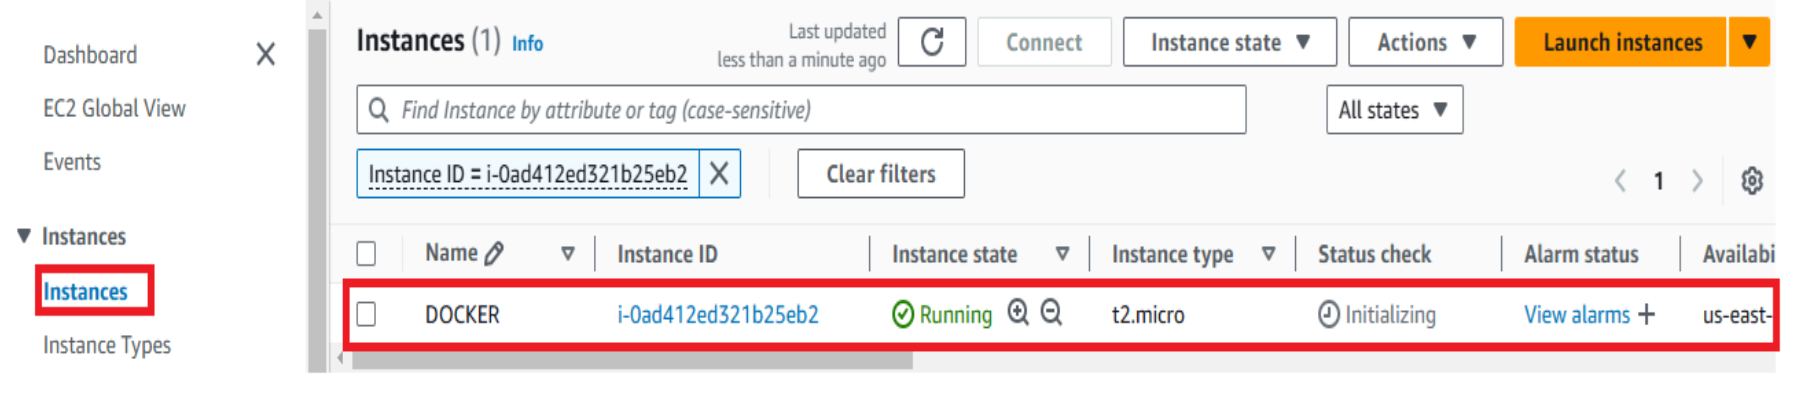 Dashboard
EC2 Global View
Events
Instances
Instances
Instance Types
Instances (1) Info
Last updated
less than a minute ago
Connect
Instance state
Actions
Launch instances
Find Instance by attribute or tag (case-sensitive)
All states
Instance ID = i-0ad412ed321b25eb2
Clear filters
1
Name Instance ID Instance state Instance type Status check Alarm status Availabi
DOCKER i-0ad412ed321b25eb2 Running t2.micro Initializing View alarms + us-east-